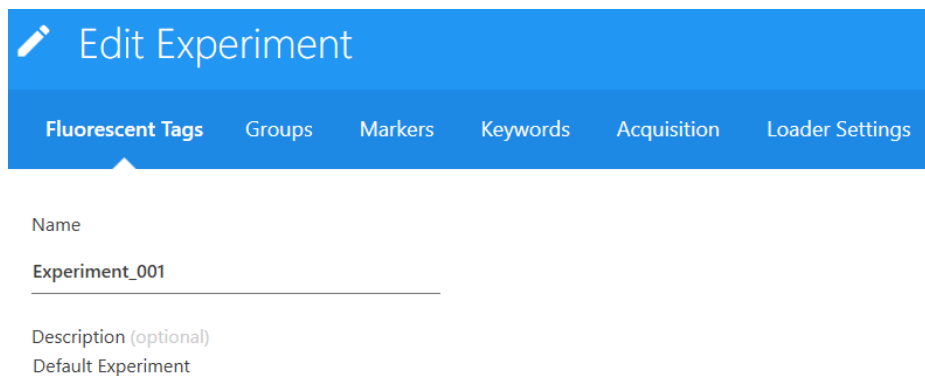 Edit Experiment
Fluorescent Tags Groups Markers Keywords Acquisition Loader Settings
Name
Experiment_001
Description (optional)
Default Experiment